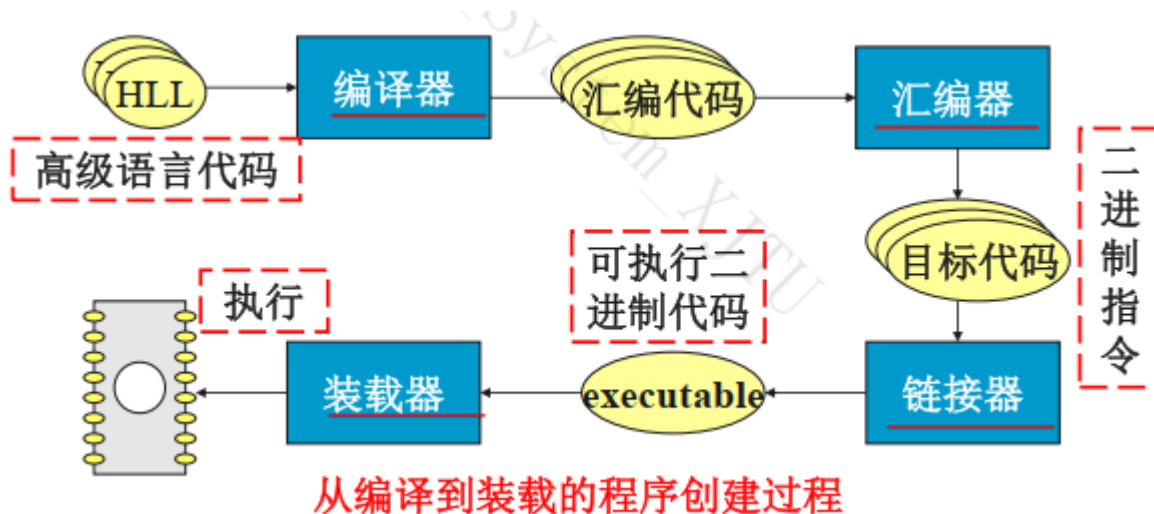 HLL
编译器
汇编代码
汇编器
高级语言代码
二进制指令
目标代码
可执行二
进制代码
执行
装载器
executable
链接器
从编译到装载的程序创建过程